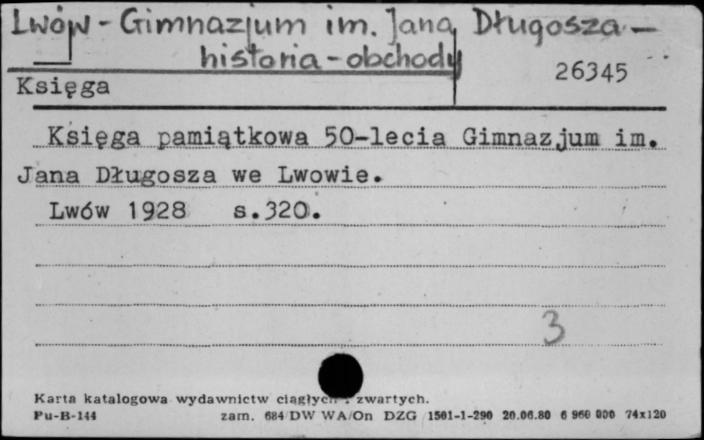 Lwów - Gimnazjum im. Jana Długosza -
historia - obchody
26345
Księga
Księga pamiątkowa 50-lecia Gimnazjum im.
Jana Długosza we Lwowie.
Lwów 1928 s.320.
3
Karta katalogowa wydawnictw ciągłych zwartych.
Pu-B-144 zam. 684 DW WA/On DZG 1501-1-290 20.06.80 6 960 000 74x120